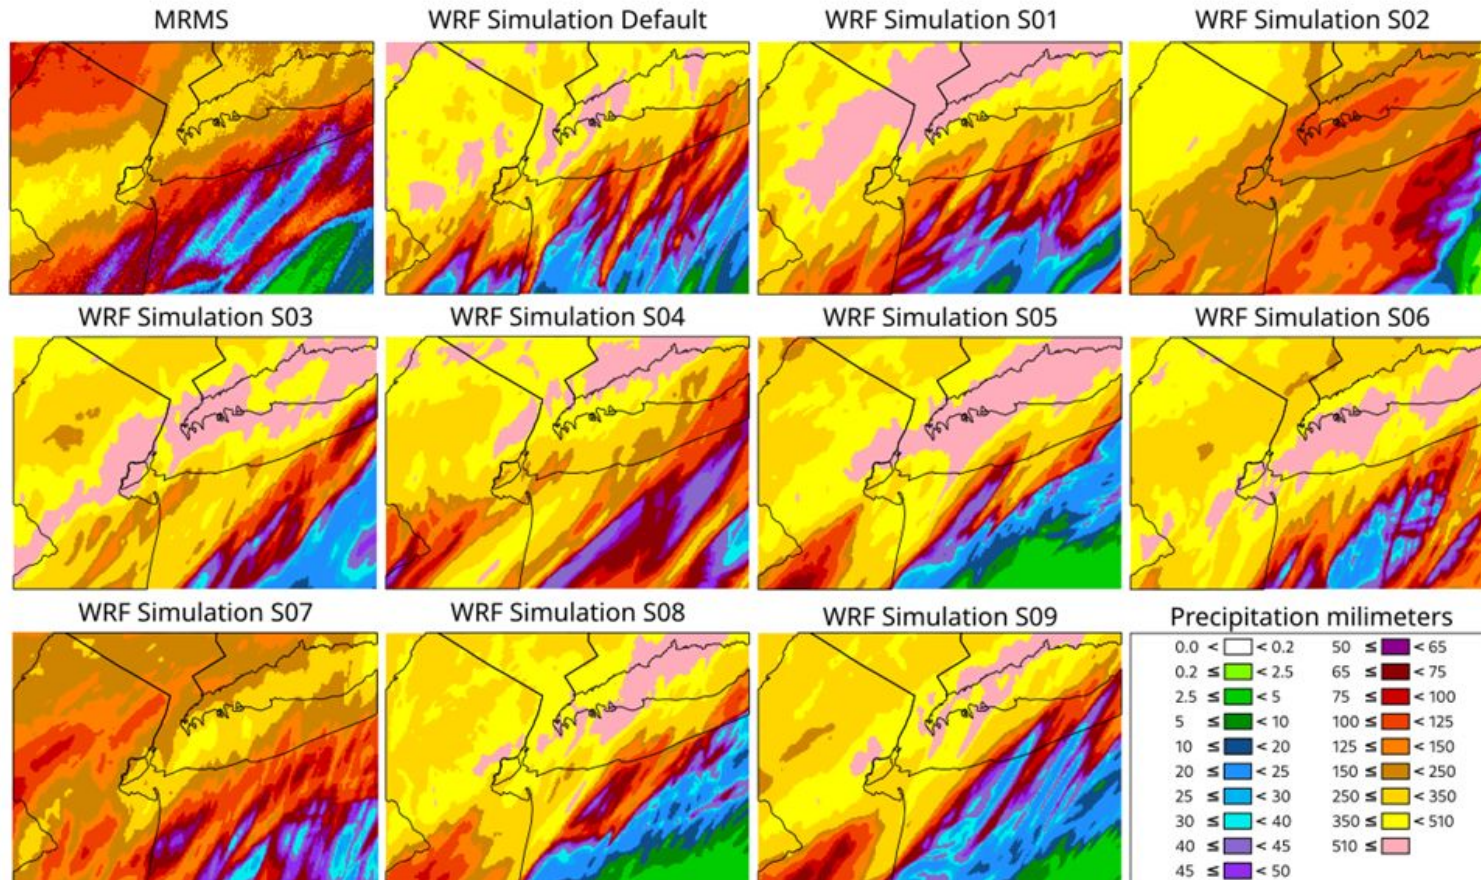 MRMS
WRF Simulation Default
WRF Simulation S01
WRF Simulation S02
WRF Simulation S03
WRF Simulation S04
WRF Simulation S05
WRF Simulation S06
WRF Simulation S07
WRF Simulation S08
WRF Simulation S09
Precipitation milimeters
0.0 < < 0.2
0.2 ≤ < 2.5
2.5 ≤ < 5
5 ≤ < 10
10 ≤ < 20
20 ≤ < 25
25 ≤ < 30
30 ≤ < 40
40 ≤ < 45
45 ≤ < 50
50 ≤ < 65
65 ≤ < 75
75 ≤ < 100
100 ≤ < 125
125 ≤ < 150
150 ≤ < 250
250 ≤ < 350
350 ≤ < 510
510 ≤